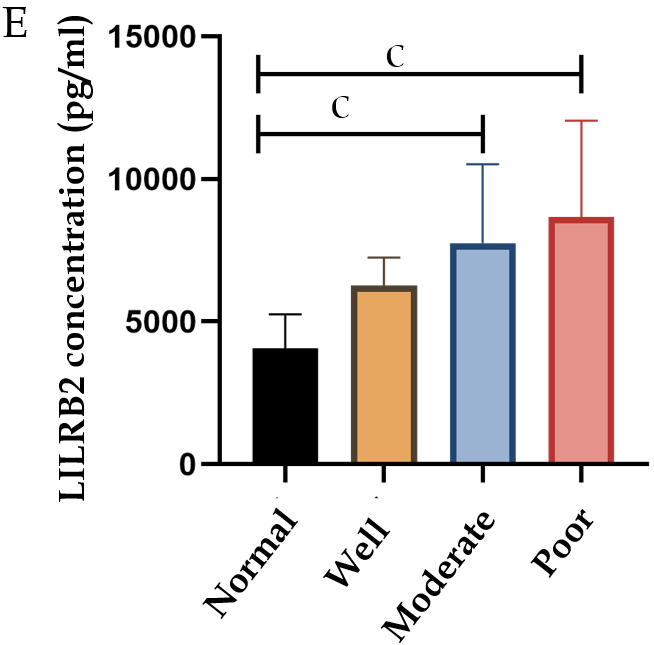 E
LILRB2 concentration (pg/ml)
15000
10000
5000
0
C
C
Normal
Well
Moderate
Poor